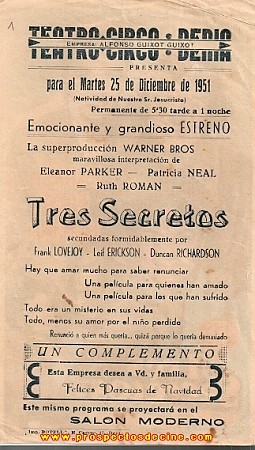 1
TEATRO-CIRCO : DENIA
EMPRESA: ALFONSO GUIXOT GUIXOT
PRESENTA
para el Martes 25 de Diciembre de 1951
(Natividad de Nuestro Sr. Jesucristo)
Permanente de 5'30 tarde a 1 noche
Emocionante y grandioso ESTRENO
La superproducción WARNER BROS
maravillosa interpretación de
Eleanor PARKER — Patricia NEAL
— Ruth ROMAN —
Tres Secretos
secundadas formidablemente por
Frank LOVEJOY - Leif ERICKSON - Duncan RICHARDSON
Hay que amar mucho para saber renunciar
Una película para quienes han amado
Una película para los que han sufrido
Todo era un misterio en sus vidas
Todo, menos su amor por el niño perdido
Renunció a quien más quería... quizá porque lo quería demasiado
UN COMPLEMENTO
Esta Empresa desea a Vd. y familia,
Felices Pascuas de Navidad
Este mismo programa se proyectará en el
SALON MODERNO
www.prospectosdecine.com